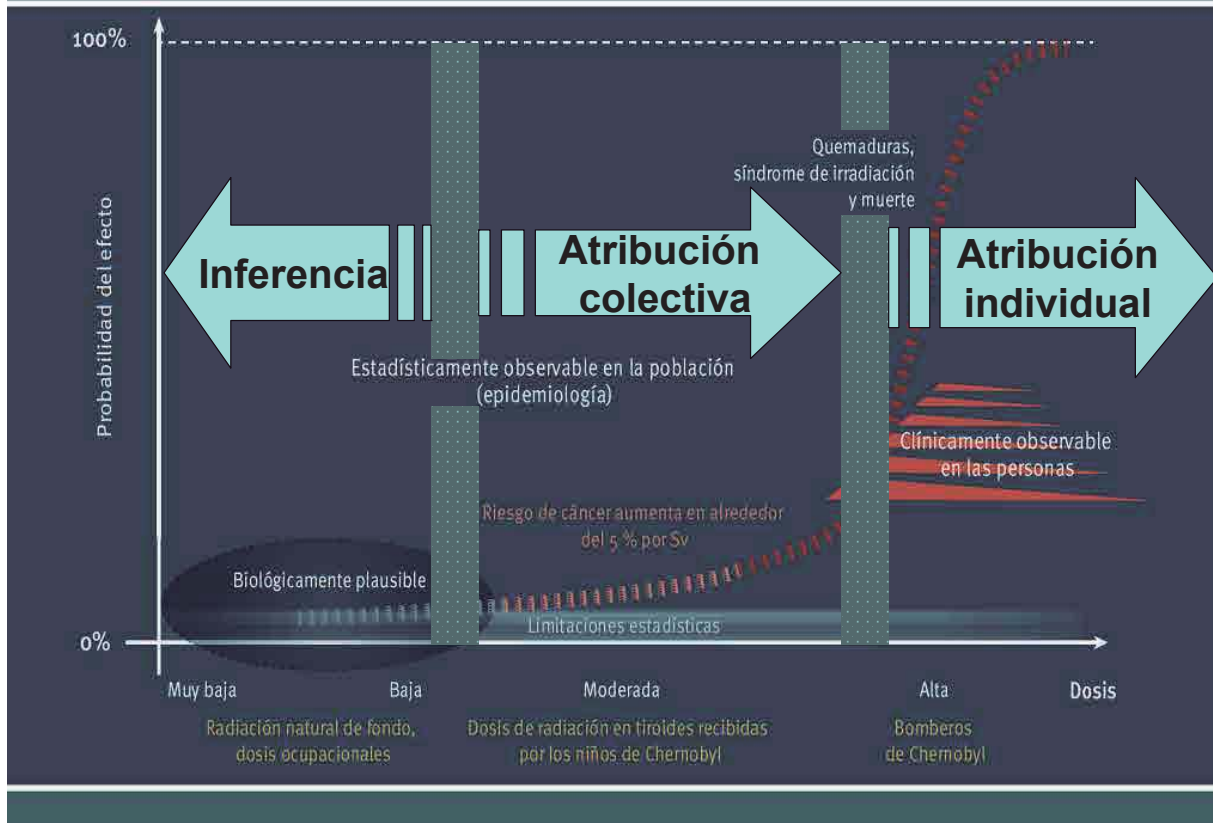 100%
Probabilidad del efecto
0%
Quemaduras,
síndrome de irradiación
y muerte
Inferencia
Atribución
colectiva
Atribución
individual
Estadísticamente observable en la población
(epidemiología)
Clínicamente observable
en las personas
Riesgo de cáncer aumenta en alrededor
del 5 % por Sv
Biológicamente plausible
Limitaciones estadísticas
Muy baja
Baja
Moderada
Alta
Dosis
Radiación natural de fondo,
dosis ocupacionales
Dosis de radiación en tiroides recibidas
por los niños de Chernobyl
Bomberos
de Chernobyl